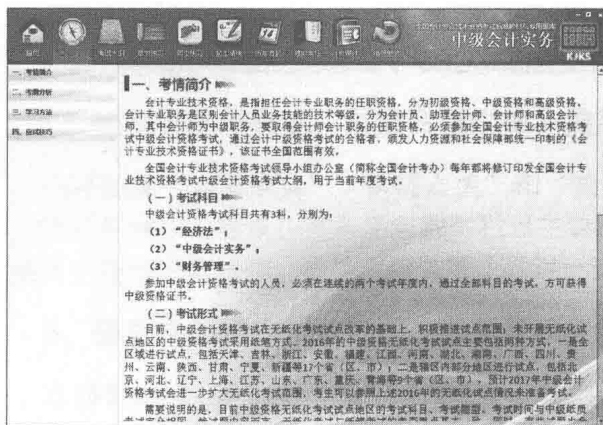 中级会计实务
KJKS
一、考情简介
二、考题分析
三、学习方法
四、应试技巧
一、考情简介
会计专业技术资格，是指担任会计专业职务的任职资格，分为初级资格、中级资格和高级资格，
会计专业职务是区别会计人员业务技能的技术等级，分为会计员、助理会计师、会计师和高级会计
师，其中会计师为中级职务，要取得会计师会计职务的任职资格，必须参加全国会计专业技术资格考
试中级会计资格考试，通过会计中级资格考试的合格者，颁发人力资源和社会保障部统一印制的《会
计专业技术资格证书》，该证书全国范围有效。
全国会计专业技术资格考试领导小组办公室（简称全国会计考办）每年都将修订印发全国会计专
业技术资格考试中级会计资格考试大纲，用于当前年度考试。
（一）考试科目
中级会计资格考试科目共有3科，分别为：
（1）“经济法”；
（2）“中级会计实务”；
（3）“财务管理”。
参加中级会计资格考试的人员，必须在连续的两个考试年度内，通过全部科目的考试，方可获得
中级资格证书。
（二）考试形式
目前，中级会计资格考试在无纸化考试试点改革的基础上，积极推进试点范围，未开展无纸化试
点地区的中级资格考试采用纸笔方式。2016年的中级资格无纸化考试试点主要包括两种方式，一是全
区域进行试点，包括天津、吉林、浙江、安徽、福建、江西、河南、湖北、湖南、广西、四川、贵
州、云南、陕西、甘肃、宁夏、新疆等17个省（区、市）；二是辖区内部分地区进行试点，包括北
京、河北、辽宁、上海、江苏、山东、广东、重庆、青海等9个省（区、市）。预计2017年中级会计
资格考试会进一步扩大无纸化考试范围，考生可以参照上述2016年的无纸化试点情况来准备考试。
需要说明的是，目前中级资格无纸化考试试点地区的考试科目、考试题型、考试时间与中级纸质